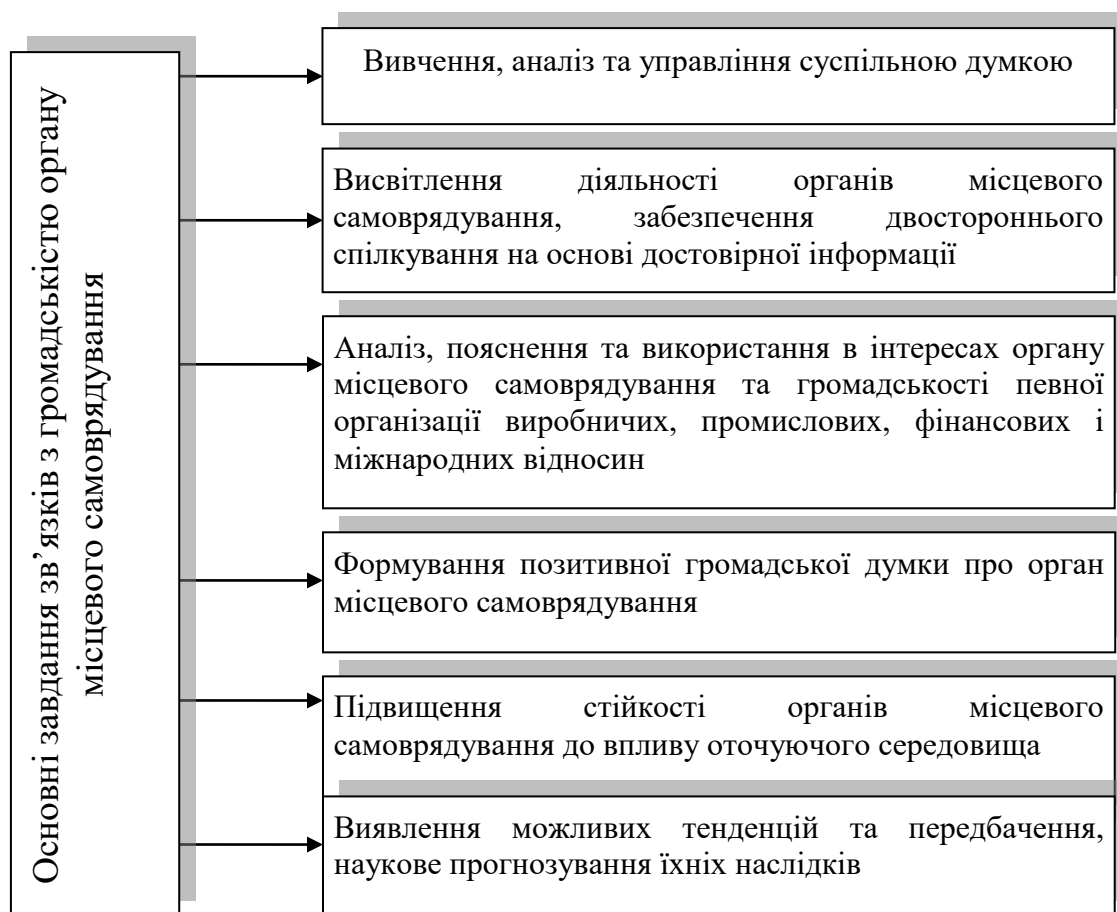 Основні завдання зв’язків з громадськістю органу
місцевого самоврядування
Вивчення, аналіз та управління суспільною думкою
Висвітлення діяльності органів місцевого
самоврядування, забезпечення двостороннього
спілкування на основі достовірної інформації
Аналіз, пояснення та використання в інтересах органу
місцевого самоврядування та громадськості певної
організації виробничих, промислових, фінансових і
міжнародних відносин
Формування позитивної громадської думки про орган
місцевого самоврядування
Підвищення стійкості органів місцевого
самоврядування до впливу оточуючого середовища
Виявлення можливих тенденцій та передбачення,
наукове прогнозування їхніх наслідків